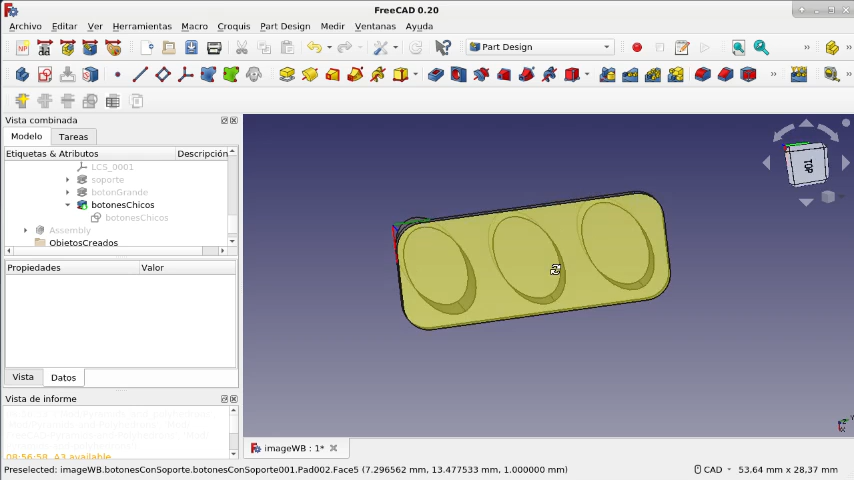 FreeCAD 0.20
Archivo Editar Ver Herramientas Macro Croquis Part Design Medir Ventanas Ayuda
Part Design
Vista combinada
Modelo Tareas
Etiquetas & Atributos Descripción
LCS_0001
soporte
botonGrande
botonesChicos
botonesChicos
Assembly
ObjetosCreados
Propiedades Valor
TOP
Vista Datos
Vista de informe
08:56:58 A3 available
imageWB : 1*
Preselected: imageWB.botonesConSoporte.botonesConSoporte001.Pad002.Face5 (7.296562 mm, 13.477533 mm, 1.000000 mm)
CAD 53.64 mm x 28.37 mm